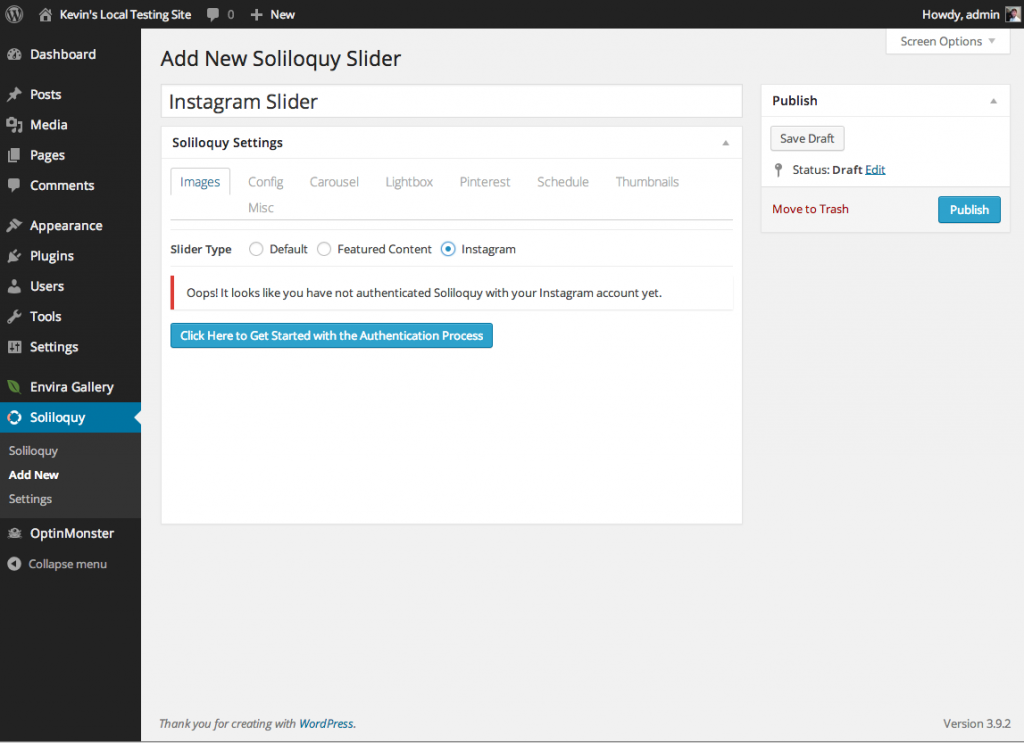 Kevin's Local Testing Site 0 New Howdy, admin
Dashboard
Posts
Media
Pages
Comments
Appearance
Plugins
Users
Tools
Settings
Envira Gallery
Soliloquy
Soliloquy
Add New
Settings
OptinMonster
Collapse menu
Screen Options
Add New Soliloquy Slider
Instagram Slider
Soliloquy Settings
Images Config Carousel Lightbox Pinterest Schedule Thumbnails
Misc
Slider Type Default Featured Content Instagram
Oops! It looks like you have not authenticated Soliloquy with your Instagram account yet.
Click Here to Get Started with the Authentication Process
Publish
Save Draft
Status: Draft Edit
Move to Trash Publish
Thank you for creating with WordPress. Version 3.9.2